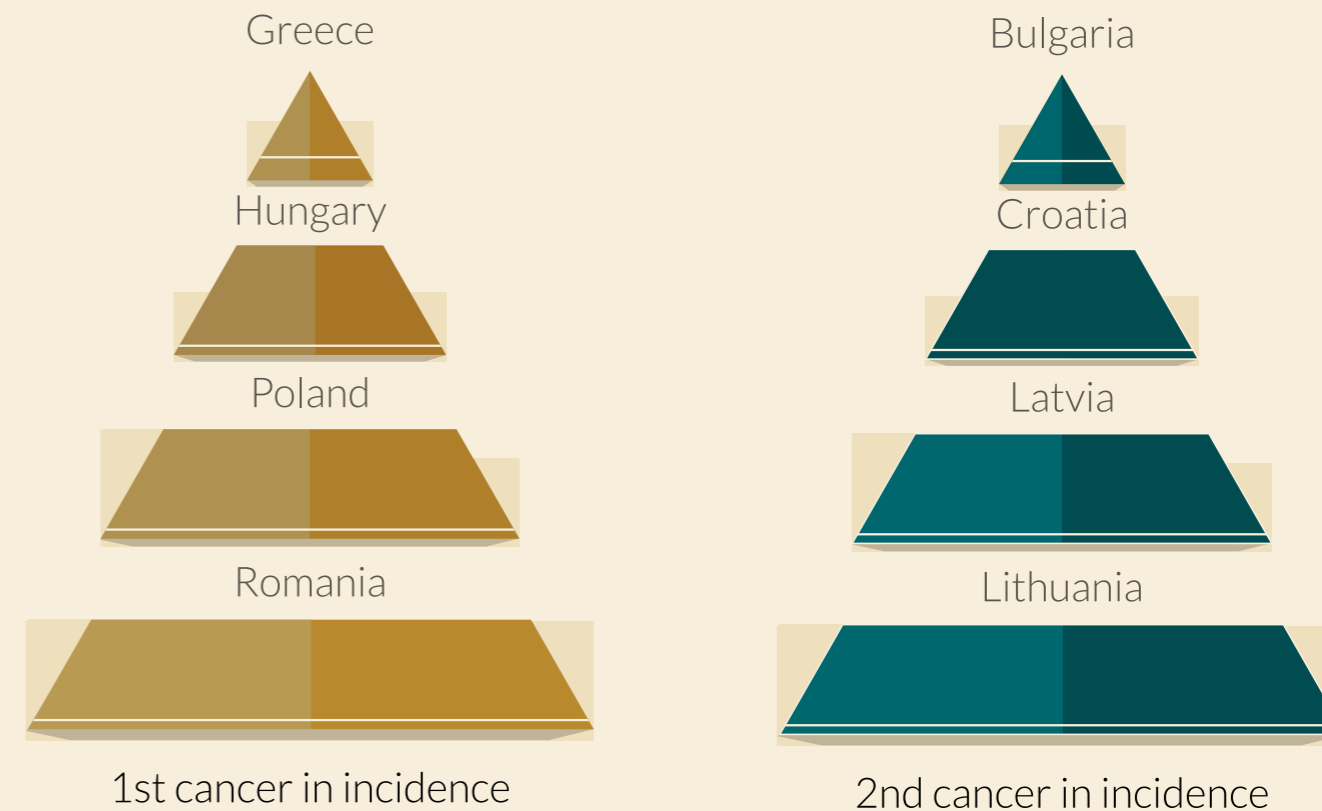 Greece
Hungary
Poland
Romania
1st cancer in incidence
Bulgaria
Croatia
Latvia
Lithuania
2nd cancer in incidence